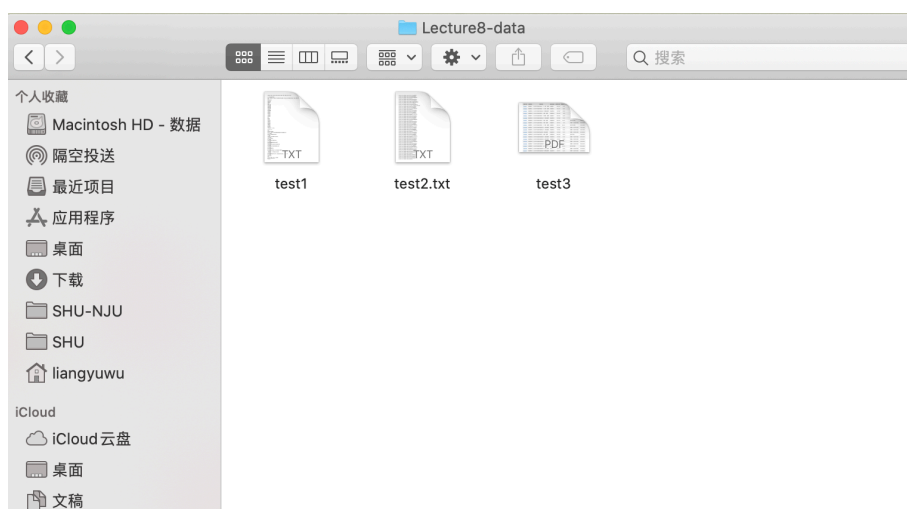 Lecture8-data
搜索
个人收藏
Macintosh HD - 数据
隔空投送
最近项目
应用程序
桌面
下载
SHU-NJU
SHU
liangyuwu
iCloud
iCloud云盘
桌面
文稿
TXT
TXT
PDF
test1
test2.txt
test3